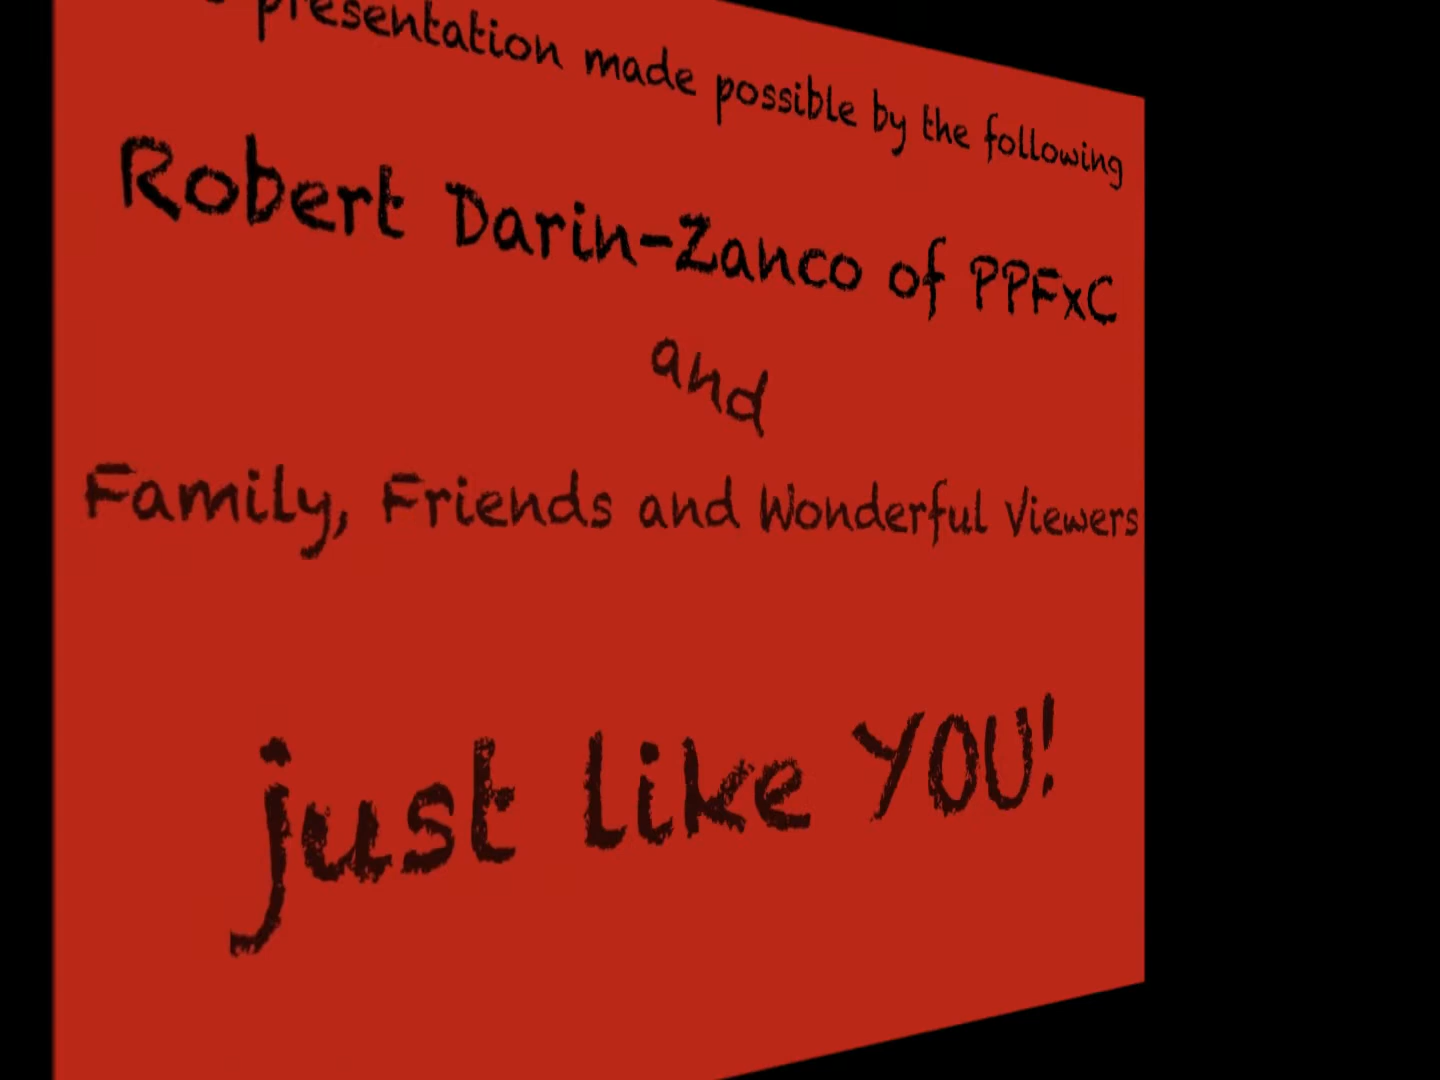 presentation made possible by the following
Robert Darin-Zanco of PPFxC
and
Family, Friends and Wonderful Viewers
just like YOU!